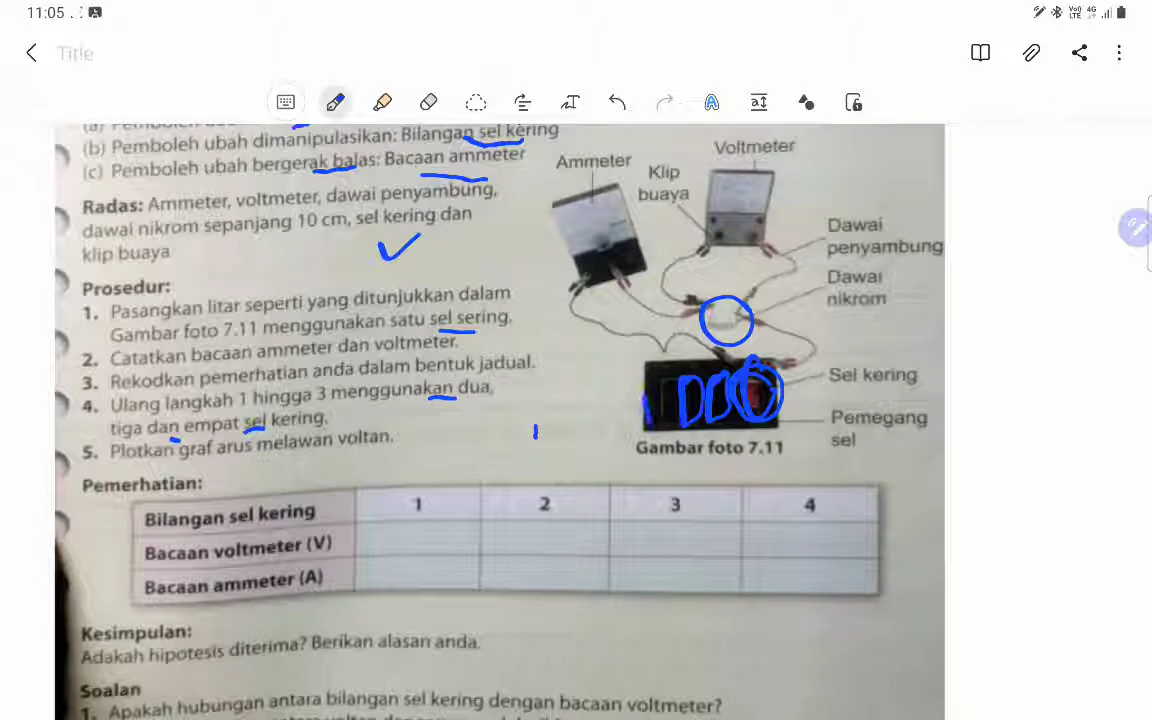 11:05
Title
(b) Pemboleh ubah dimanipulasikan: Bilangan sel kering
(c) Pemboleh ubah bergerak balas: Bacaan ammeter
Radas: Ammeter, voltmeter, dawai penyambung,
dawai nikrom sepanjang 10 cm, sel kering dan
klip buaya
Prosedur:
1. Pasangkan litar seperti yang ditunjukkan dalam
Gambar foto 7.11 menggunakan satu sel sering.
2. Catatkan bacaan ammeter dan voltmeter.
3. Rekodkan pemerhatian anda dalam bentuk jadual.
4. Ulang langkah 1 hingga 3 menggunakan dua,
tiga dan empat sel kering.
5. Plotkan graf arus melawan voltan.
Ammeter
Klip
buaya
Voltmeter
Dawai
penyambung
Dawai
nikrom
Sel kering
Pemegang
sel
Gambar foto 7.11
Pemerhatian:
Bilangan sel kering 1 2 3 4
Bacaan voltmeter (V)
Bacaan ammeter (A)
Kesimpulan:
Adakah hipotesis diterima? Berikan alasan anda.
Soalan
1. Apakah hubungan antara bilangan sel kering dengan bacaan voltmeter?